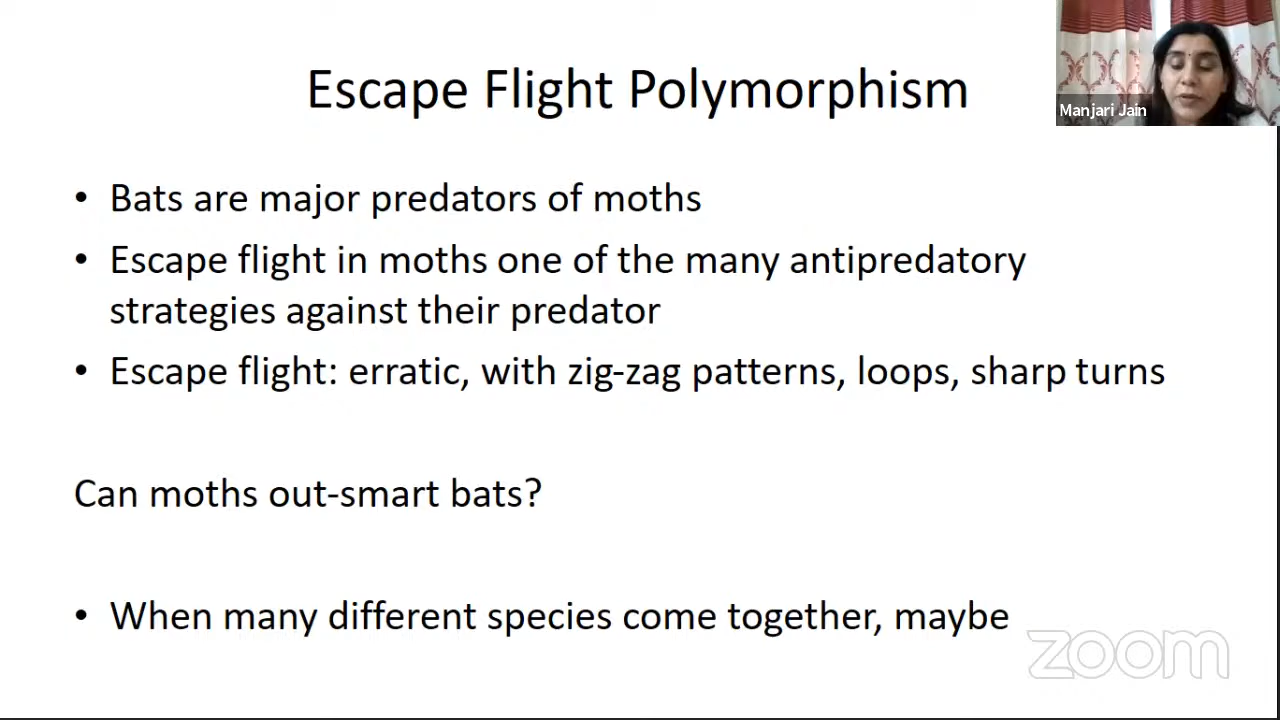 Escape Flight Polymorphism
Manjari Jain
• Bats are major predators of moths
• Escape flight in moths one of the many antipredatory
strategies against their predator
• Escape flight: erratic, with zig-zag patterns, loops, sharp turns
Can moths out-smart bats?
• When many different species come together, maybe
zoom